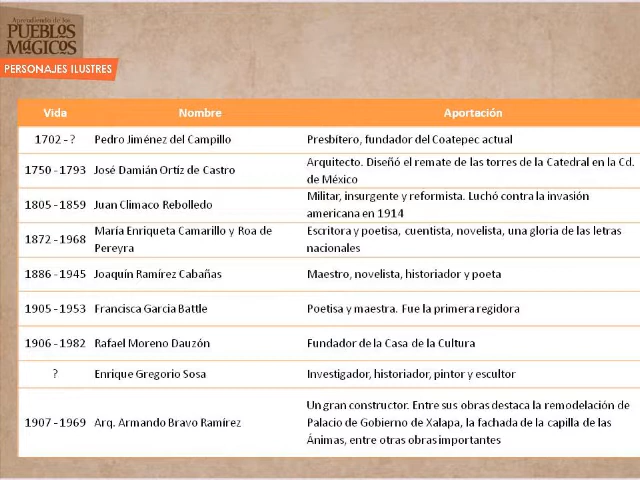 Aprendiendo de los
PUEBLOS
MÁGICOS
PERSONAJES ILUSTRES
Vida Nombre Aportación
1702 - ? Pedro Jiménez del Campillo Presbítero, fundador del Coatepec actual
1750 - 1793 José Damián Ortíz de Castro Arquitecto. Diseñó el remate de las torres de la Catedral en la Cd.
de México
1805 - 1859 Juan Climaco Rebolledo Militar, insurgente y reformista. Luchó contra la invasión
americana en 1914
1872 - 1968 María Enriqueta Camarillo y Roa de
Pereyra Escritora y poetisa, cuentista, novelista, una gloria de las letras
nacionales
1886 - 1945 Joaquín Ramírez Cabañas Maestro, novelista, historiador y poeta
1905 - 1953 Francisca Garcia Battle Poetisa y maestra. Fue la primera regidora
1906 - 1982 Rafael Moreno Dauzón Fundador de la Casa de la Cultura
? Enrique Gregorio Sosa Investigador, historiador, pintor y escultor
1907 - 1969 Arq. Armando Bravo Ramírez Un gran constructor. Entre sus obras destaca la remodelación de
Palacio de Gobierno de Xalapa, la fachada de la capilla de las
Ánimas, entre otras obras importantes